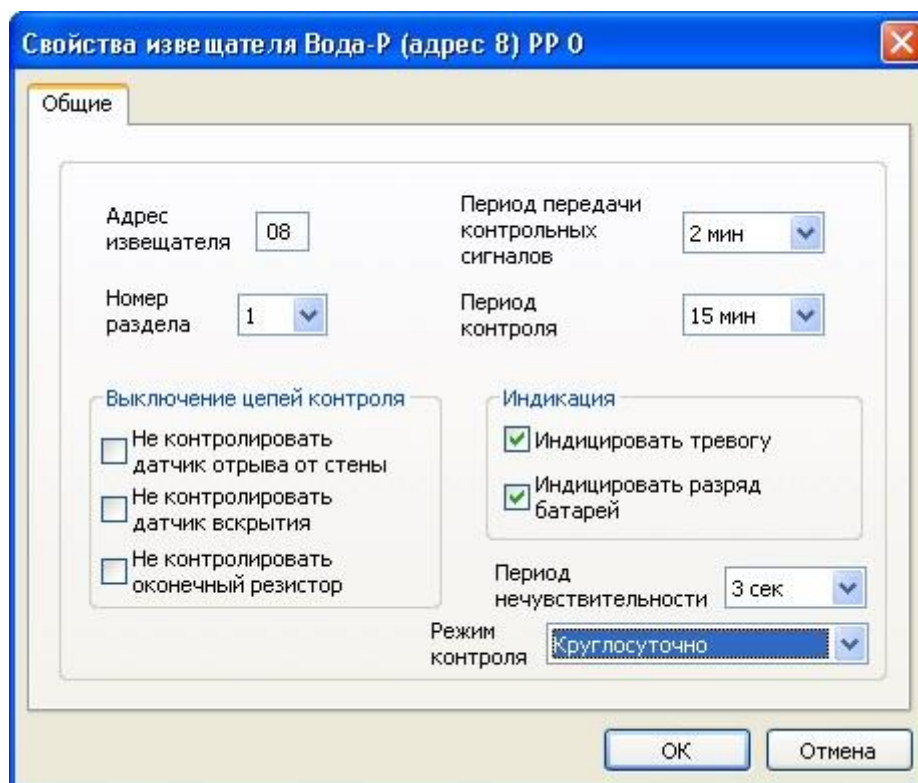 Свойства извещателя Вода-Р (адрес 8) РР 0
Общие
Адрес
извещателя
08
Период передачи
контрольных
сигналов
2 мин
Номер
раздела
1
Период
контроля
15 мин
Выключение цепей контроля
Не контролировать
датчик отрыва от стены
Не контролировать
датчик вскрытия
Не контролировать
оконечный резистор
Индикация
Индицировать тревогу
Индицировать разряд
батарей
Период
нечувствительности
3 сек
Режим
контроля
Круглосуточно
ОК
Отмена